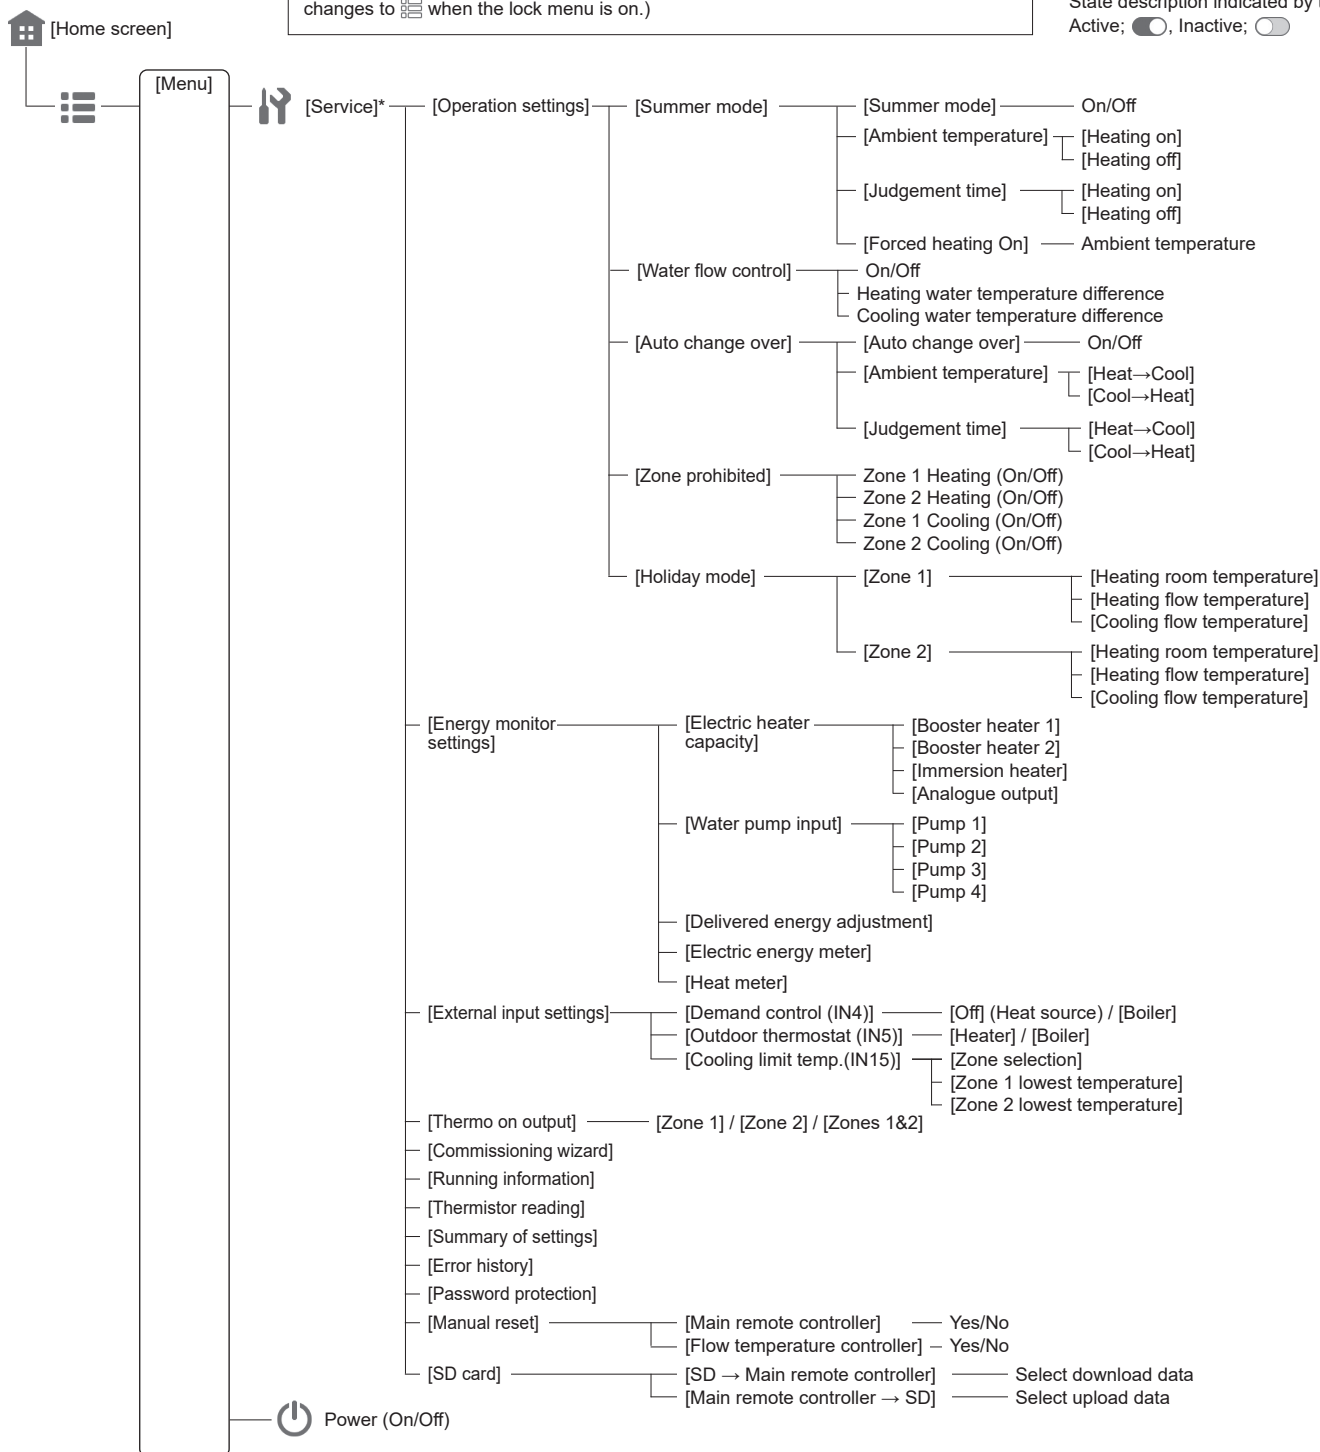 changes to when the lock menu is on.)
State description indicated by
Active; , Inactive;
[Home screen]
[Menu]
[Service]* [Operation settings] [Summer mode] [Summer mode] On/Off
[Ambient temperature] [Heating on]
[Heating off]
[Judgement time] [Heating on]
[Heating off]
[Forced heating On] Ambient temperature
[Water flow control] On/Off
Heating water temperature difference
Cooling water temperature difference
[Auto change over] [Auto change over] On/Off
[Ambient temperature] [Heat→Cool]
[Cool→Heat]
[Judgement time] [Heat→Cool]
[Cool→Heat]
[Zone prohibited] Zone 1 Heating (On/Off)
Zone 2 Heating (On/Off)
Zone 1 Cooling (On/Off)
Zone 2 Cooling (On/Off)
[Holiday mode] [Zone 1] [Heating room temperature]
[Heating flow temperature]
[Cooling flow temperature]
[Zone 2] [Heating room temperature]
[Heating flow temperature]
[Cooling flow temperature]
[Energy monitor
settings]
[Electric heater
capacity]
[Booster heater 1]
[Booster heater 2]
[Immersion heater]
[Analogue output]
[Water pump input] [Pump 1]
[Pump 2]
[Pump 3]
[Pump 4]
[Delivered energy adjustment]
[Electric energy meter]
[Heat meter]
[External input settings] [Demand control (IN4)] [Off] (Heat source) / [Boiler]
[Outdoor thermostat (IN5)] [Heater] / [Boiler]
[Cooling limit temp.(IN15)] [Zone selection]
[Zone 1 lowest temperature]
[Zone 2 lowest temperature]
[Thermo on output] [Zone 1] / [Zone 2] / [Zones 1&2]
[Commissioning wizard]
[Running information]
[Thermistor reading]
[Summary of settings]
[Error history]
[Password protection]
[Manual reset] [Main remote controller] Yes/No
[Flow temperature controller] Yes/No
[SD card] [SD → Main remote controller] Select download data
[Main remote controller → SD] Select upload data
Power (On/Off)